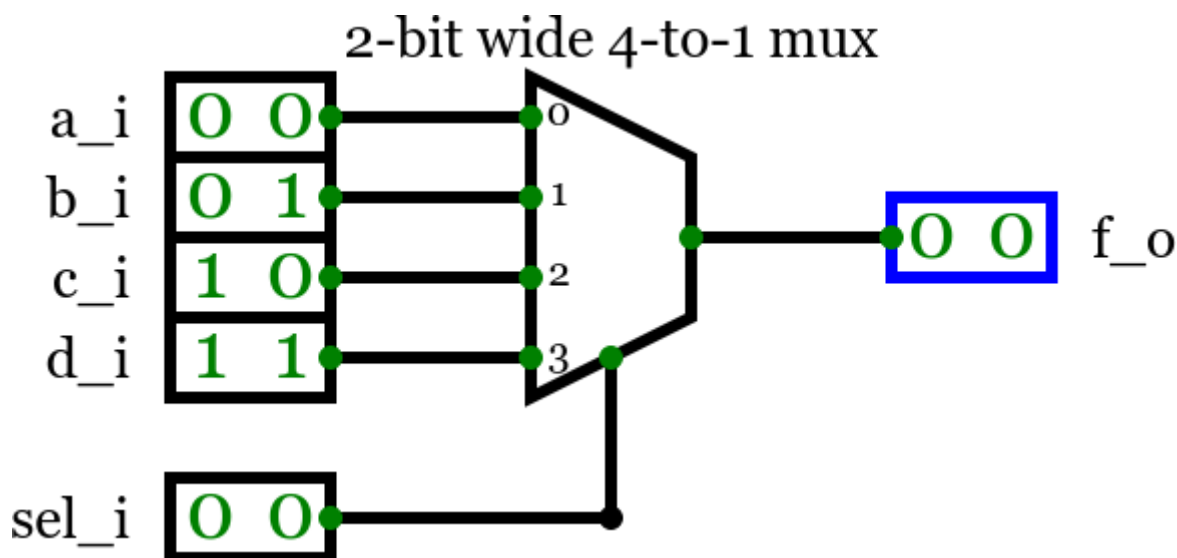 2-bit wide 4-to-1 mux
a_i 0 0 0
b_i 0 1 1
c_i 1 0 2
d_i 1 1 3
0 0 f_o
sel_i 0 0